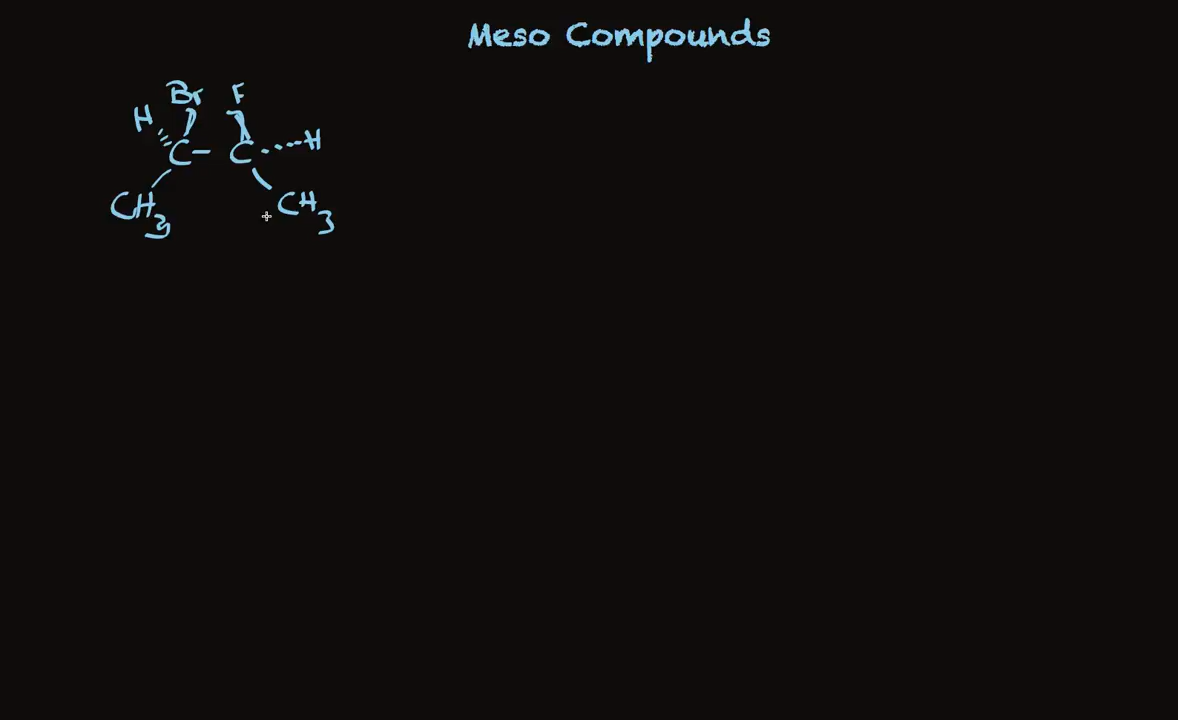 Meso Compounds
Br F
H
C - C ... H
CH3 CH3